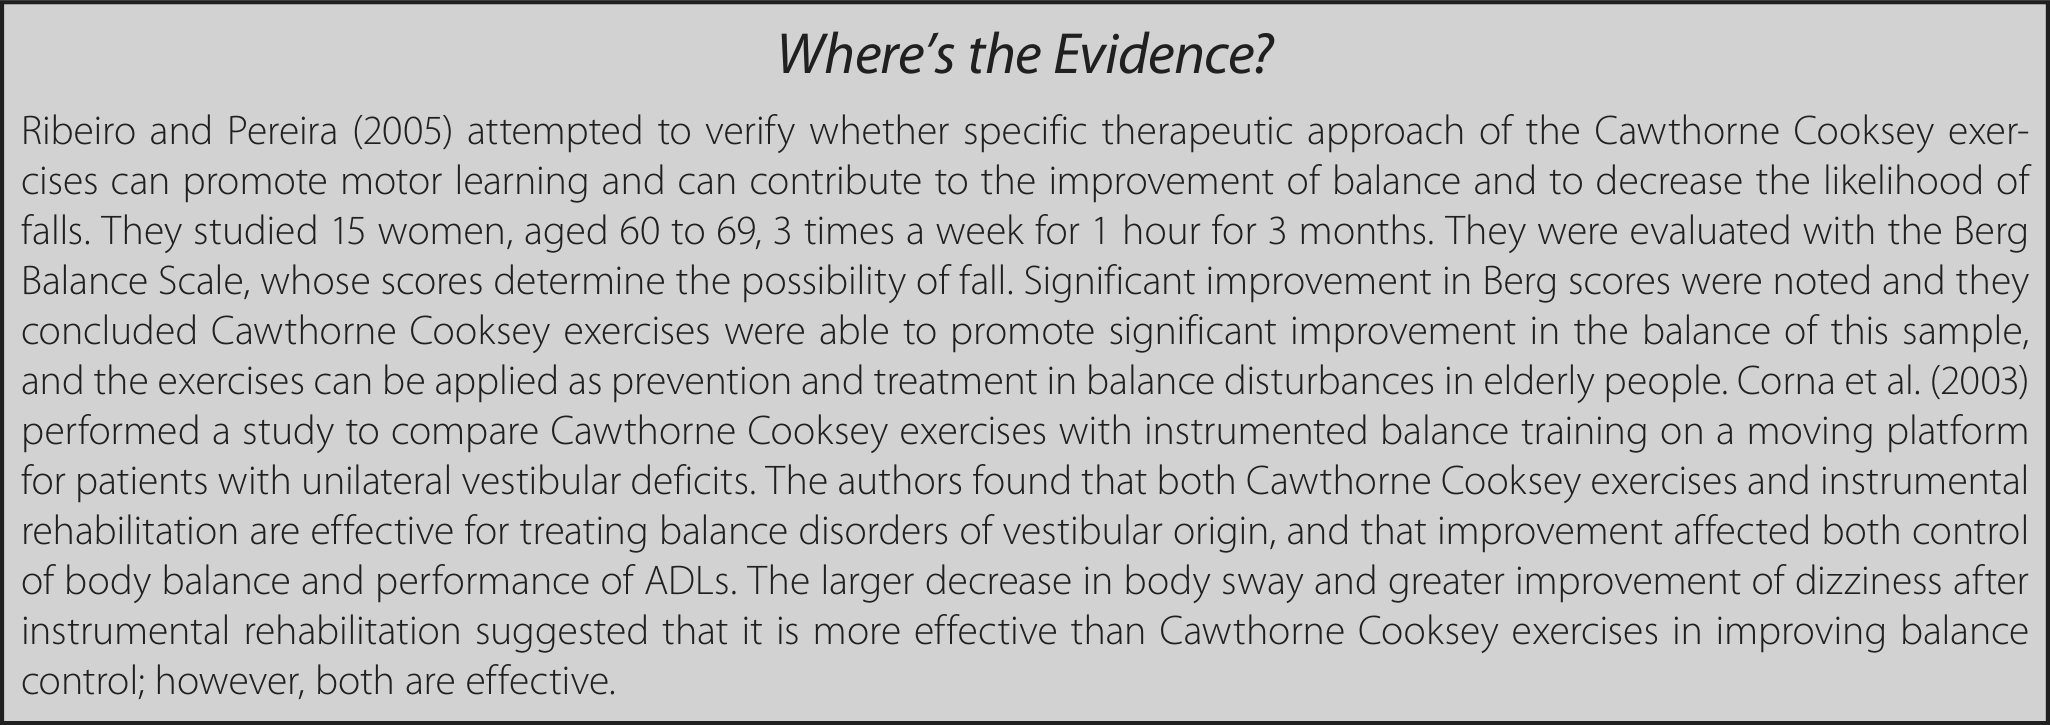 Where’s the Evidence?
Ribeiro and Pereira (2005) attempted to verify whether specific therapeutic approach of the Cawthorne Cooksey exer-
cises can promote motor learning and can contribute to the improvement of balance and to decrease the likelihood of
falls. They studied 15 women, aged 60 to 69, 3 times a week for 1 hour for 3 months. They were evaluated with the Berg
Balance Scale, whose scores determine the possibility of fall. Significant improvement in Berg scores were noted and they
concluded Cawthorne Cooksey exercises were able to promote significant improvement in the balance of this sample,
and the exercises can be applied as prevention and treatment in balance disturbances in elderly people. Corna et al. (2003)
performed a study to compare Cawthorne Cooksey exercises with instrumented balance training on a moving platform
for patients with unilateral vestibular deficits. The authors found that both Cawthorne Cooksey exercises and instrumental
rehabilitation are effective for treating balance disorders of vestibular origin, and that improvement affected both control
of body balance and performance of ADLs. The larger decrease in body sway and greater improvement of dizziness after
instrumental rehabilitation suggested that it is more effective than Cawthorne Cooksey exercises in improving balance
control; however, both are effective.